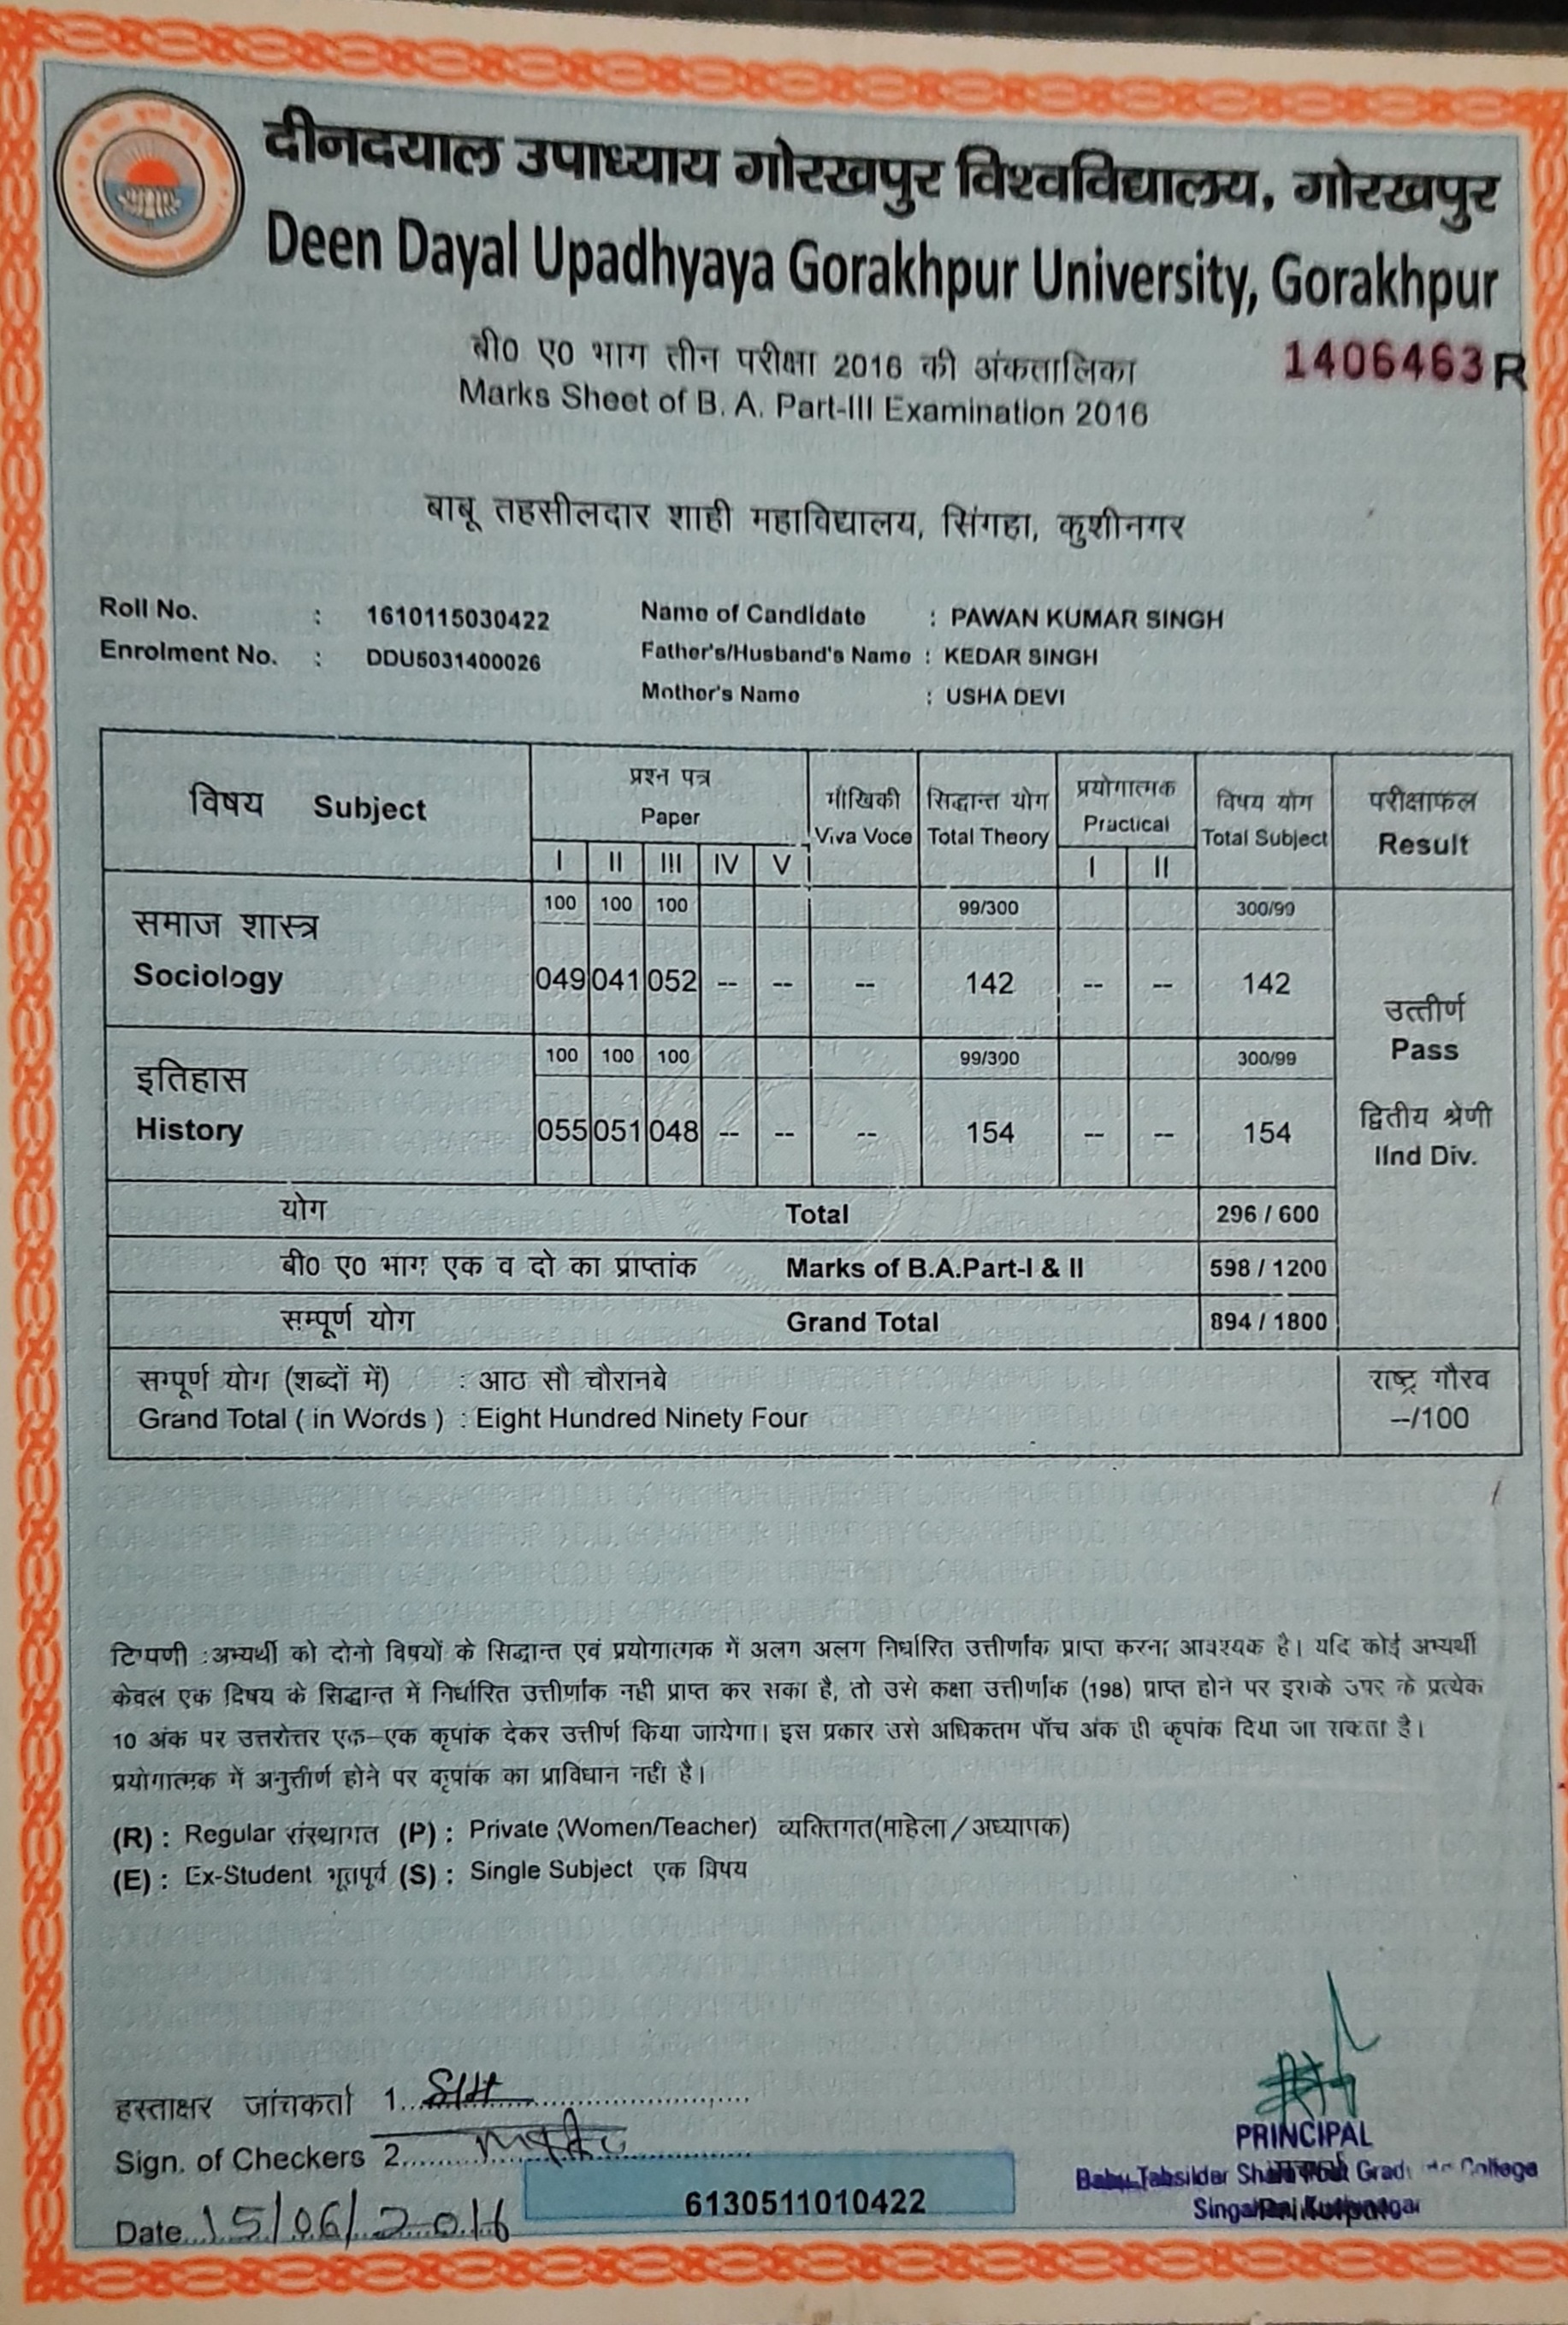 दीनदयाल उपाध्याय गोरखपुर विश्वविद्यालय, गोरखपुर
Deen Dayal Upadhyaya Gorakhpur University, Gorakhpur
बी0 ए0 भाग तीन परीक्षा 2016 की अंकतालिका
1406463 R
Marks Sheet of B. A. Part-III Examination 2016
बाबू तहसीलदार शाही महाविद्यालय, सिंगहा, कुशीनगर
Roll No. : 1610115030422 Name of Candidate : PAWAN KUMAR SINGH
Enrolment No. : DDU5031400026 Father's/Husband's Name : KEDAR SINGH
Mother's Name : USHA DEVI
विषय Subject प्रश्न पत्र मौखिकी सिद्धान्त योग प्रयोगात्मक विषय योग परीक्षाफल
Paper Viva Voce Total Theory Practical Total Subject Result
I II III IV V I II
100 100 100 99/300 300/99
समाज शास्त्र
Sociology 049 041 052 -- -- -- 142 -- -- 142
उत्तीर्ण
Pass
100 100 100 99/300 300/99
इतिहास
History 055 051 048 -- -- -- 154 -- -- 154
द्वितीय श्रेणी
IInd Div.
योग Total 296 / 600
बी0 ए0 भाग एक व दो का प्राप्तांक Marks of B.A.Part-I & II 598 / 1200
सम्पूर्ण योग Grand Total 894 / 1800
सम्पूर्ण योग (शब्दों में) : आठ सौ चौरानवे राष्ट्र गौरव
Grand Total ( in Words ) : Eight Hundred Ninety Four --/100
टिप्पणी :अभ्यर्थी को दोनो विषयों के सिद्धान्त एवं प्रयोगात्मक में अलग अलग निर्धारित उत्तीर्णांक प्राप्त करना आवश्यक है। यदि कोई अभ्यर्थी
केवल एक विषय के सिद्धान्त में निर्धारित उत्तीर्णांक नही प्राप्त कर सका है, तो उसे कक्षा उत्तीर्णांक (198) प्राप्त होने पर इसके उपर के प्रत्येक
10 अंक पर उत्तरोत्तर एक–एक कृपांक देकर उत्तीर्ण किया जायेगा। इस प्रकार उसे अधिकतम पॉच अंक ही कृपांक दिया जा सकता है।
प्रयोगात्मक में अनुत्तीर्ण होने पर कृपांक का प्राविधान नही है।
(R) : Regular संस्थागत (P) : Private (Women/Teacher) व्यक्तिगत(महिला/अध्यापक)
(E) : Ex-Student भूतपूर्व (S) : Single Subject एक विषय
हस्ताक्षर जांचकर्ता 1.
Sign. of Checkers 2.
PRINCIPAL
College
6130511010422
Date 15/06/2016